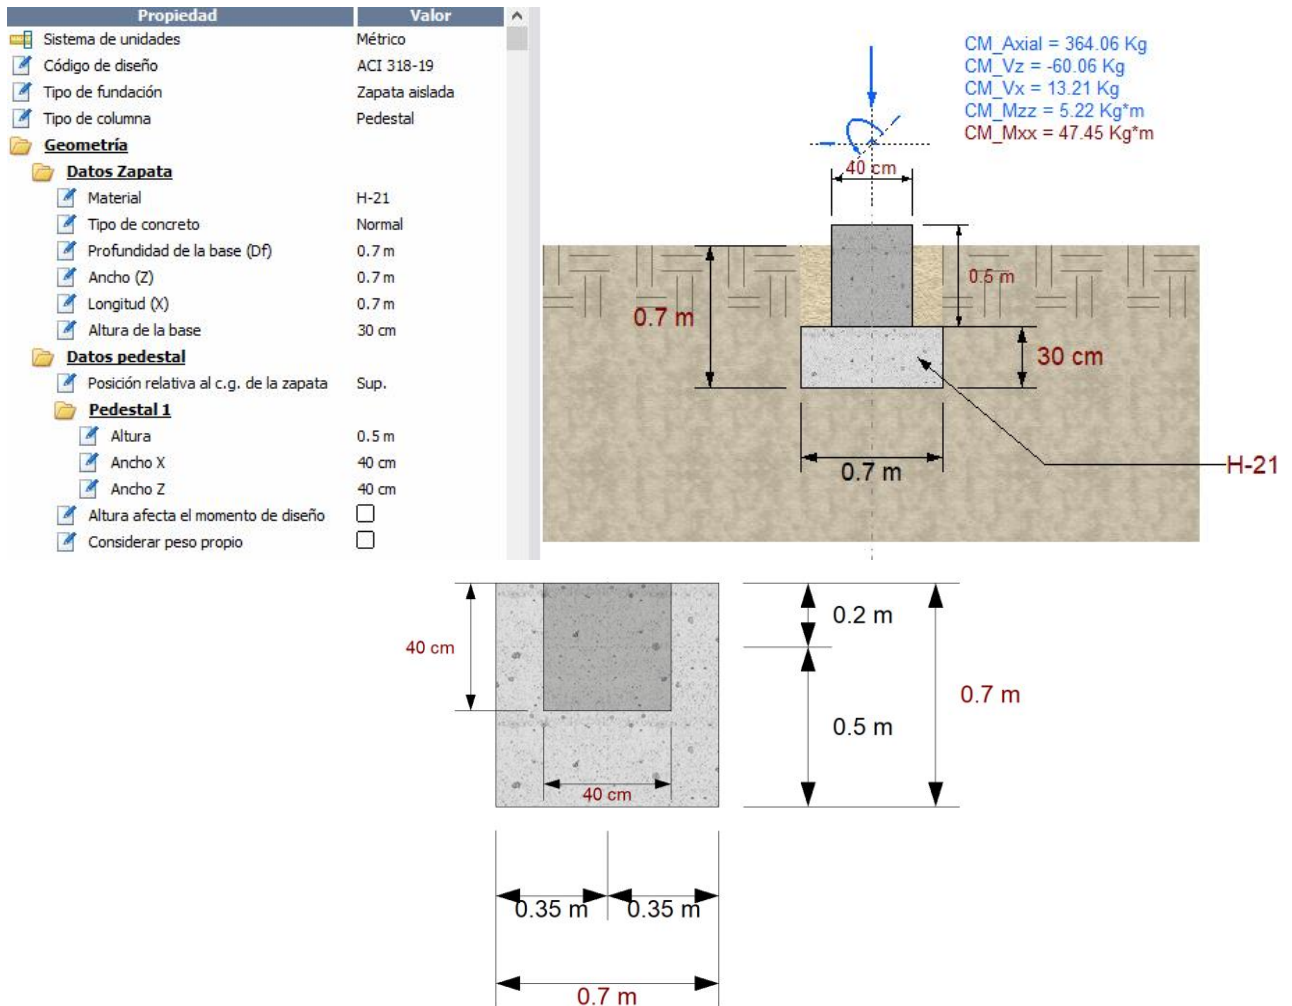 Propiedad Valor
Sistema de unidades Métrico
Código de diseño ACI 318-19
Tipo de fundación Zapata aislada
Tipo de columna Pedestal
Geometría
Datos Zapata
Material H-21
Tipo de concreto Normal
Profundidad de la base (Df) 0.7 m
Ancho (Z) 0.7 m
Longitud (X) 0.7 m
Altura de la base 30 cm
Datos pedestal
Posición relativa al c.g. de la zapata Sup.
Pedestal 1
Altura 0.5 m
Ancho X 40 cm
Ancho Z 40 cm
Altura afecta el momento de diseño
Considerar peso propio
CM_Axial = 364.06 Kg
CM_Vz = -60.06 Kg
CM_Vx = 13.21 Kg
CM_Mzz = 5.22 Kg*m
CM_Mxx = 47.45 Kg*m
40 cm
0.5 m
0.7 m
30 cm
0.7 m
H-21
0.2 m
40 cm
0.7 m
0.5 m
40 cm
0.35 m 0.35 m
0.7 m